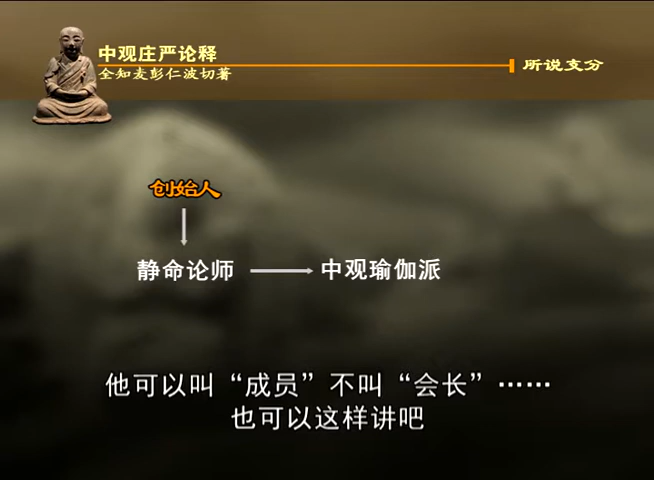 中观庄严论释
全知麦彭仁波切著
所说支分
创始人
静命论师 中观瑜伽派
他可以叫“成员”不叫“会长”……
也可以这样讲吧